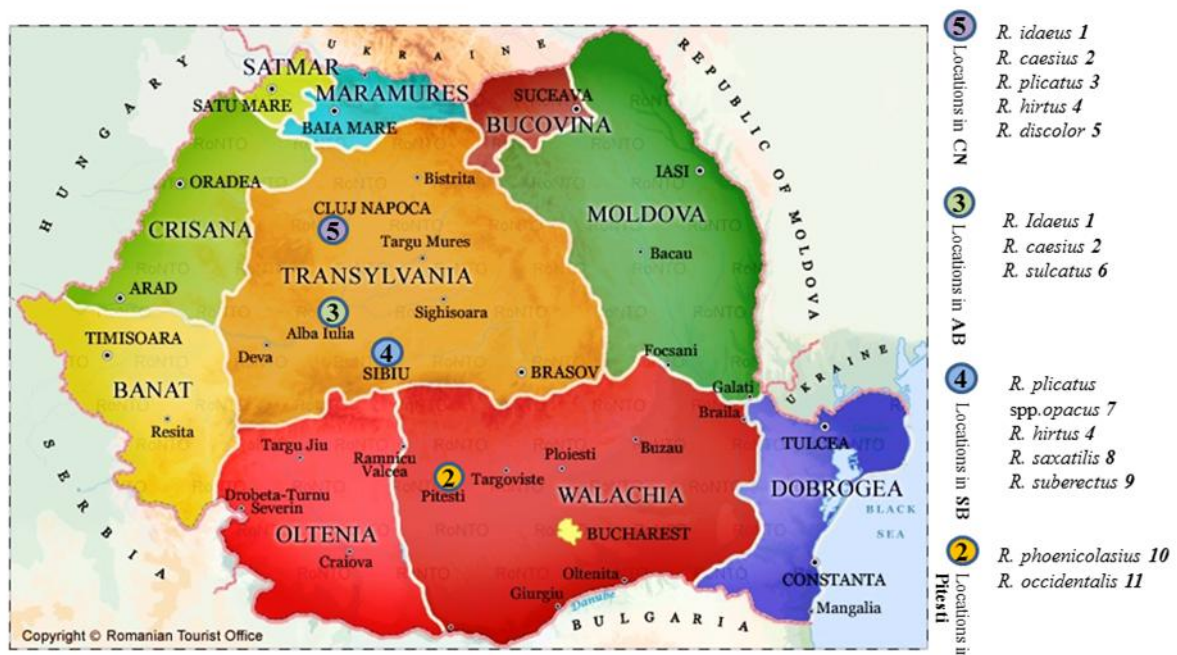 UKRAINE
REPUBLIC OF MOLDOVA
HUNGARY
SATMAR
SATU MARE
MARAMURES
BAIA MARE
SUCEAVA
BUCOVINA
ORADEA
CRISANA
ARAD
Bistrita
CLUJ NAPOCA
5
Targu Mures
TRANSYLVANIA
3
Alba Iulia
Sighisoara
Deva
4
SIBIU
BRASOV
IASI
MOLDOVA
Bacau
Focsani
Galati
Braila
UKRAINE
TIMISOARA
BANAT
Resita
SERBIA
Targu Jiu
Ramnicu
Valcea
Drobeta-Turnu
Severin
OLTENIA
Craiova
2
Pitesti
Targoviste
Ploiesti
Buzau
WALACHIA
BUCHAREST
Oltenita
Giurgiu
Danube
BULGARIA
TULCEA
DOBROGEA
BLACK
SEA
CONSTANTA
Mangalia
RoNTO
Copyright © Romanian Tourist Office
5
Locations in CN
R. idaeus 1
R. caesius 2
R. plicatus 3
R. hirtus 4
R. discolor 5
3
Locations in AB
R. Idaeus 1
R. caesius 2
R. sulcatus 6
4
Locations in SB
R. plicatus
spp.opacus 7
R. hirtus 4
R. saxatilis 8
R. suberectus 9
2
Locations in
Pitesti
R. phoenicolasius 10
R. occidentalis 11